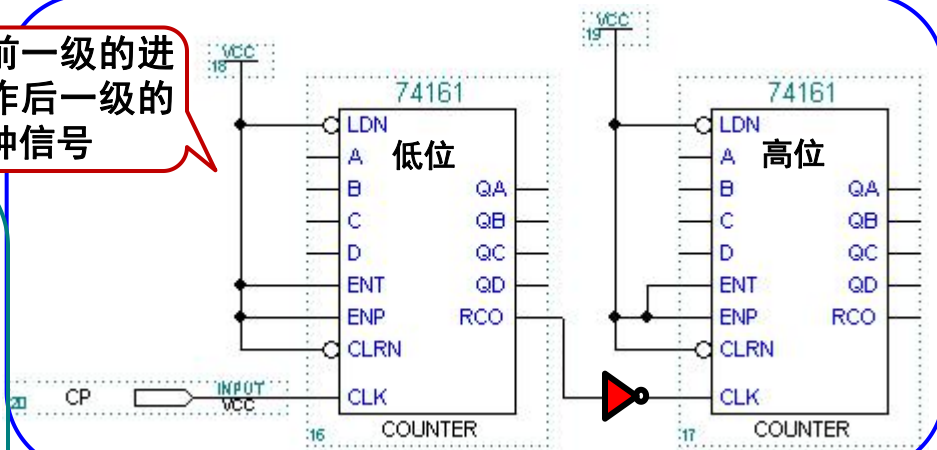 前一级的进
作后一级的
钟信号
VCC
18
74161
低位
LDN
A
B
C
D
ENT
ENP
CLRN
CLK
QA
QB
QC
QD
RCO
16
COUNTER
20
CP
INPUT
VCC
VCC
19
74161
高位
LDN
A
B
C
D
ENT
ENP
CLRN
CLK
QA
QB
QC
QD
RCO
17
COUNTER